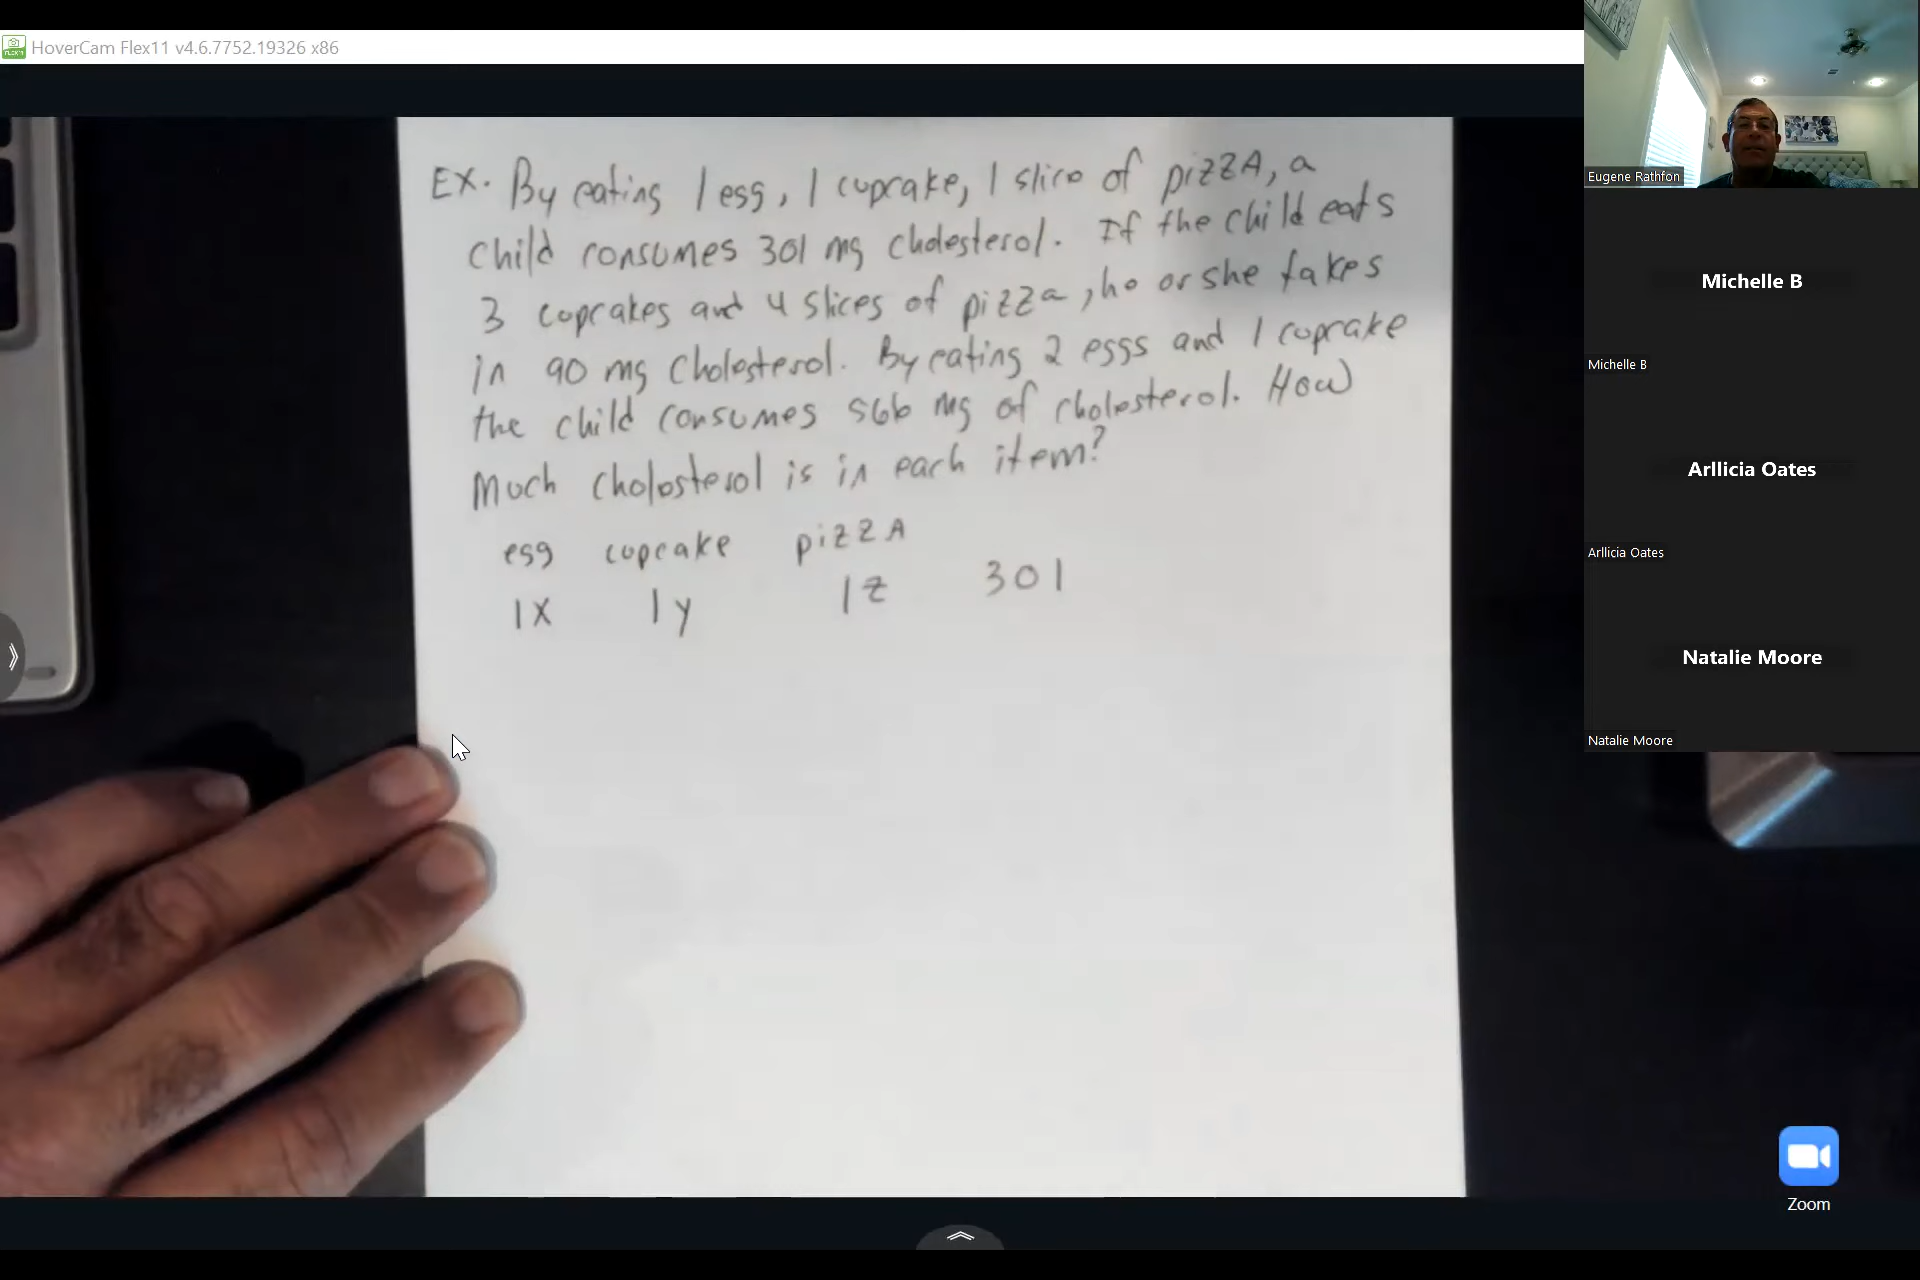 HoverCam Flex11 v4.6.7752.19326 x86
EX. By eating 1 egg, 1 cupcake, 1 slice of pizzA, a
child consumes 301 mg cholesterol. If the child eats
3 cupcakes and 4 slices of pizza, he or she takes
in 90 mg cholesterol. By eating 2 eggs and 1 cupcake
the child consumes 566 mg of cholesterol. How
Much cholesterol is in each item?
egg cupcake pizzA
1x 1y 1z 301
Eugene Rathfon
Michelle B
Michelle B
Arllicia Oates
Arllicia Oates
Natalie Moore
Natalie Moore
Zoom